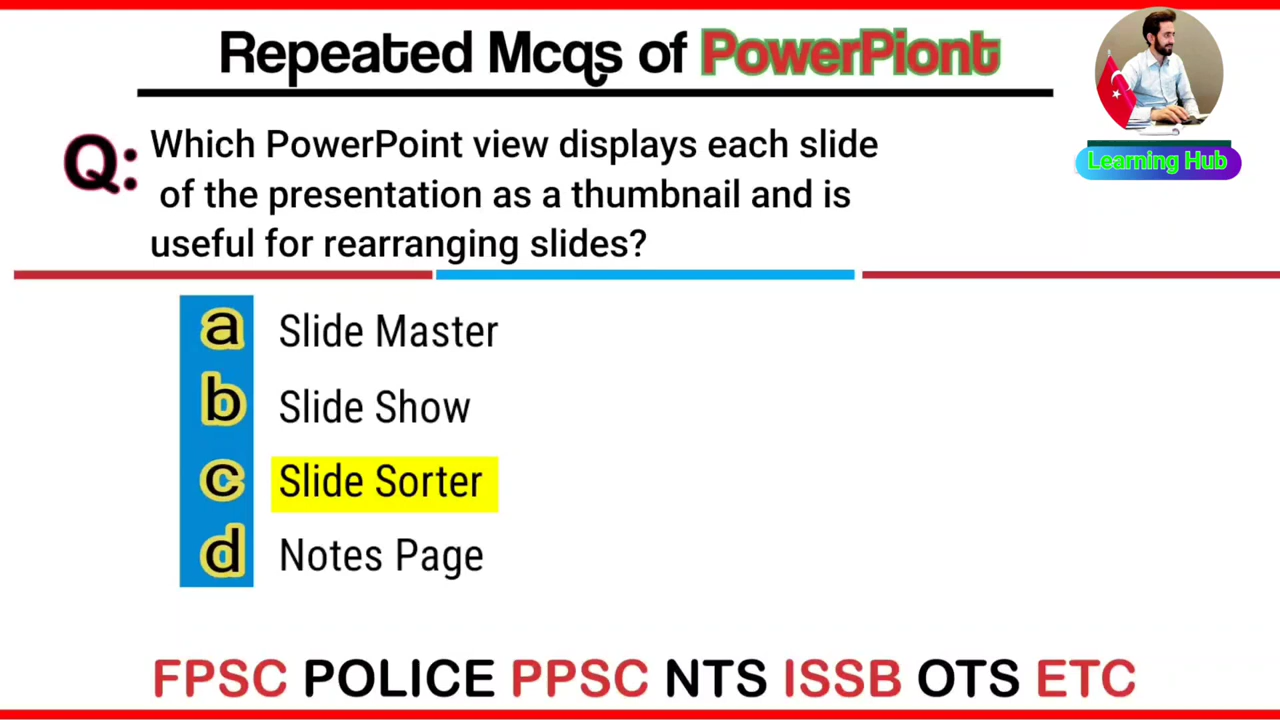 Repeated Mcqs of PowerPiont
Learning Hub
Q: Which PowerPoint view displays each slide
of the presentation as a thumbnail and is
useful for rearranging slides?
a Slide Master
b Slide Show
c Slide Sorter
d Notes Page
FPSC POLICE PPSC NTS ISSB OTS ETC